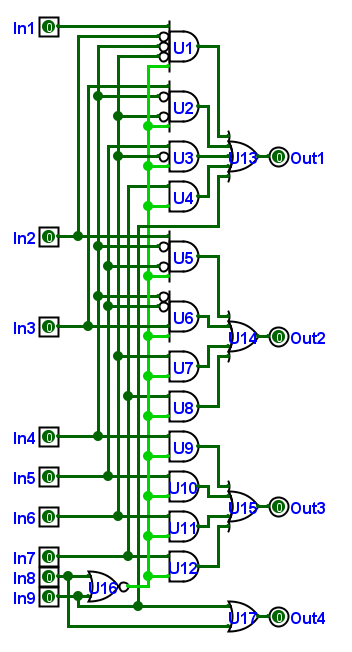 In1 0
U1
U2
U3
U13 0 Out1
U4
In2 0
U5
U6
In3 0
U14 0 Out2
U7
U8
In4 0
U9
In5 0
U10
U15 0 Out3
In6 0
U11
In7 0
U12
In8 0
U16
In9 0
U17 0 Out4